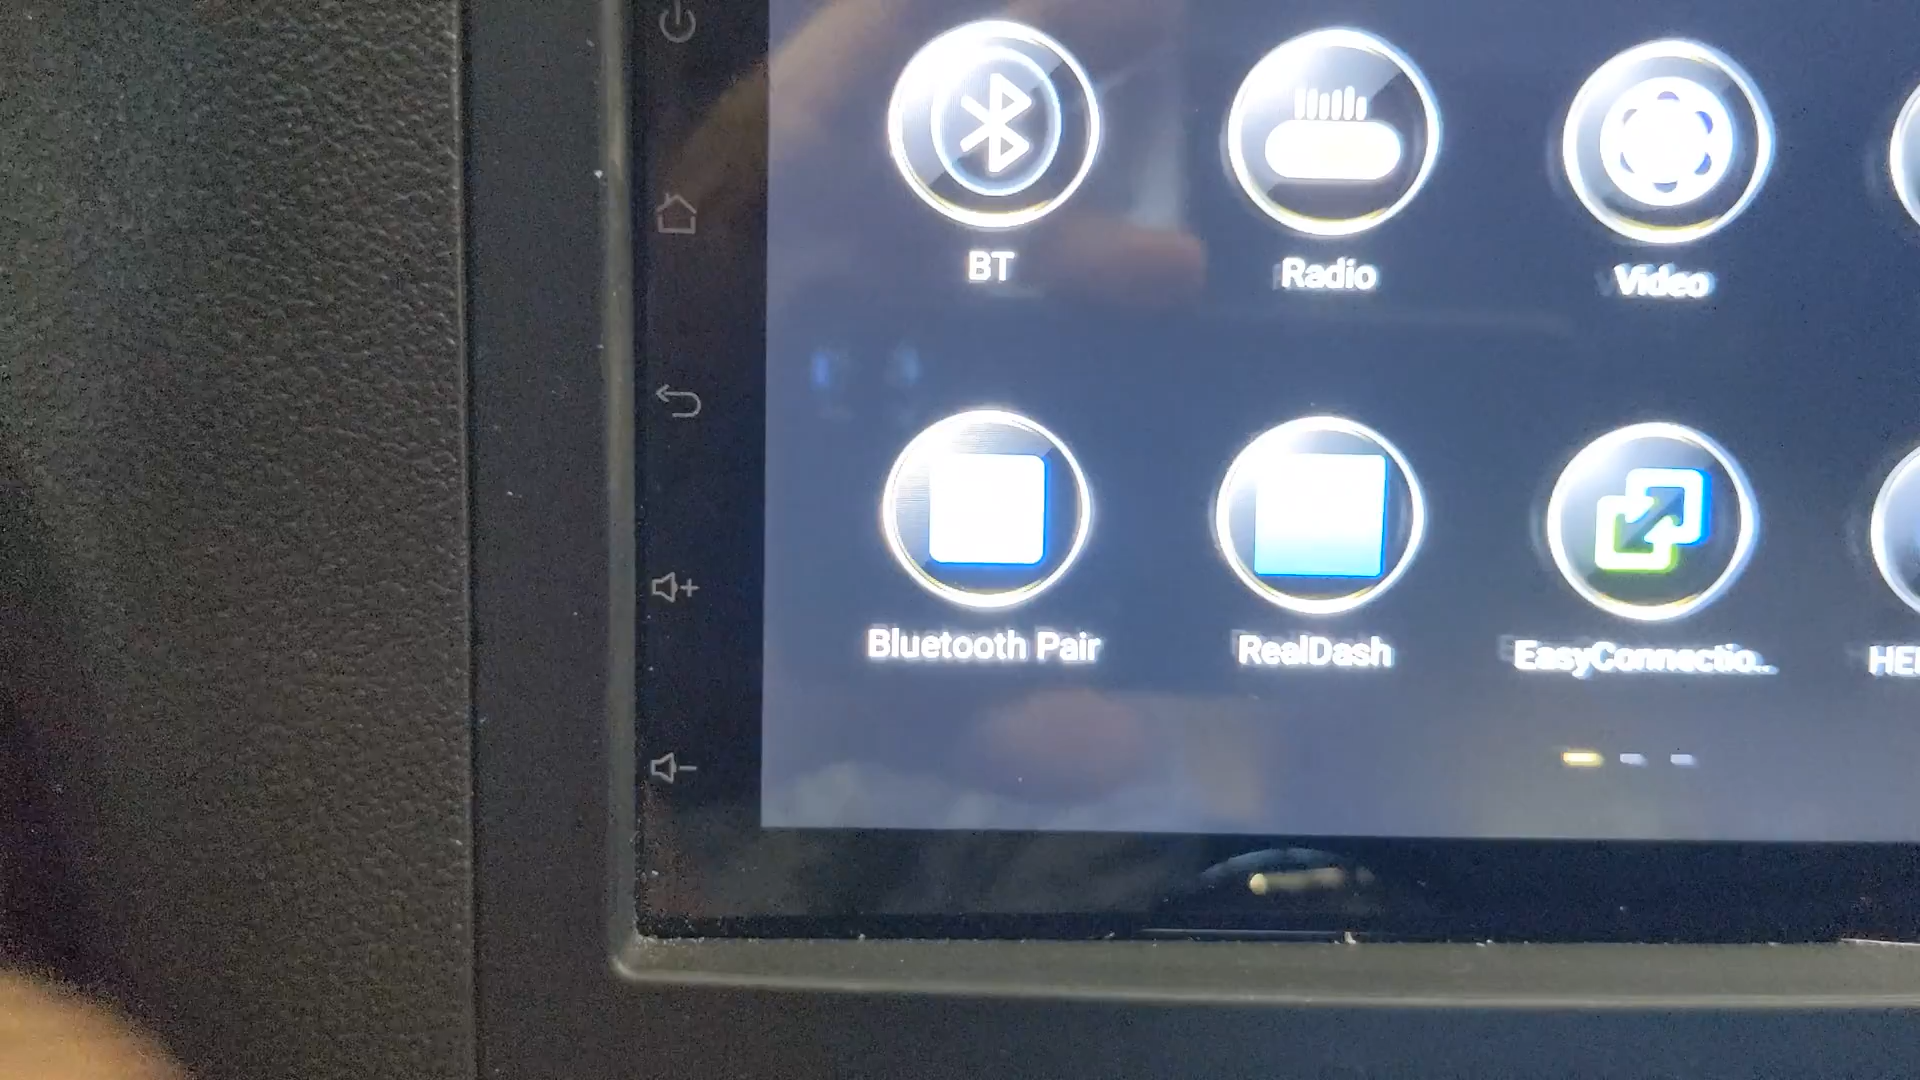 BT
Radio
Video
Bluetooth Pair
RealDash
EasyConnectio..